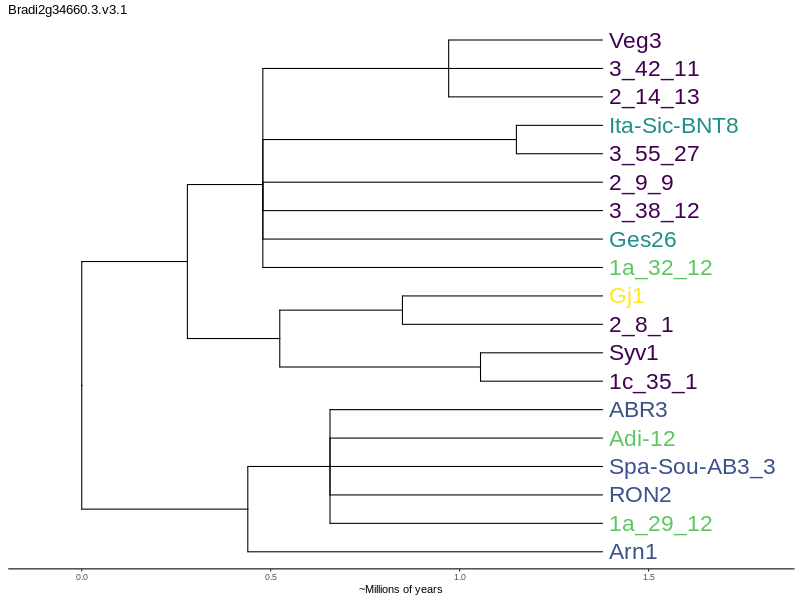 Bradi2g34660.3.v3.1
Veg3
3_42_11
2_14_13
Ita-Sic-BNT8
3_55_27
2_9_9
3_38_12
Ges26
1a_32_12
Gj1
2_8_1
Syv1
1c_35_1
ABR3
Adi-12
Spa-Sou-AB3_3
RON2
1a_29_12
Arn1
0.0 0.5 1.0 1.5
~Millions of years